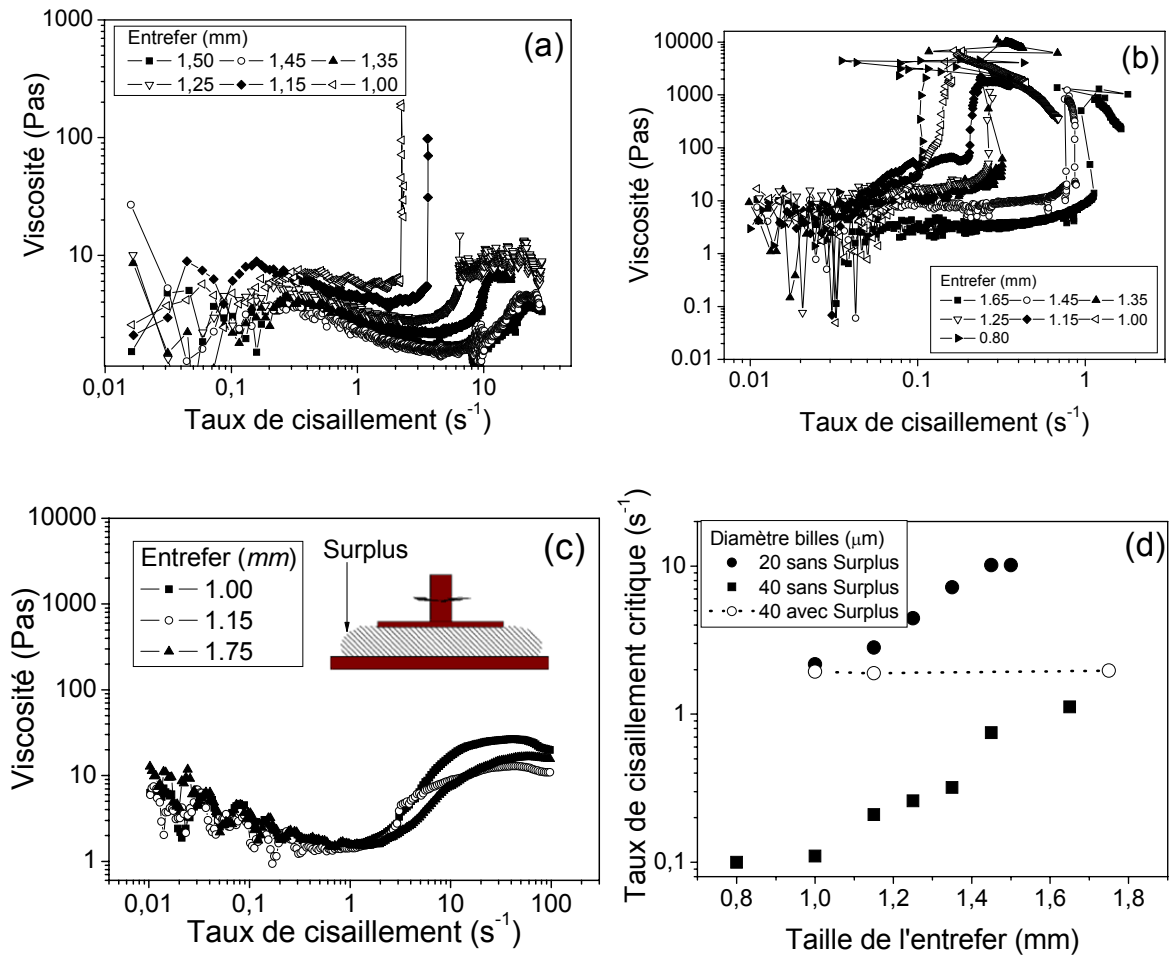 (a)
Entrefer (mm)
1,50 1,45 1,35
1,25 1,15 1,00
1000
100
10
Viscosité (Pas)
0,01 0,1 1 10
Taux de cisaillement (s-1)
(b)
10000
1000
100
10
1
0.1
0.01
Viscosité (Pas)
Entrefer (mm)
1.65 1.45 1.35
1.25 1.15 1.00
0.80
0.01 0.1 1
Taux de cisaillement (s-1)
(c)
Entrefer (mm)
1.00
1.15
1.75
Surplus
10000
1000
100
10
1
Viscosité (Pas)
0,01 0,1 1 10 100
Taux de cisaillement (s-1)
(d)
Diamètre billes (μm)
20 sans Surplus
40 sans Surplus
40 avec Surplus
10
1
0,1
Taux de cisaillement critique (s-1)
0,8 1,0 1,2 1,4 1,6 1,8
Taille de l'entrefer (mm)